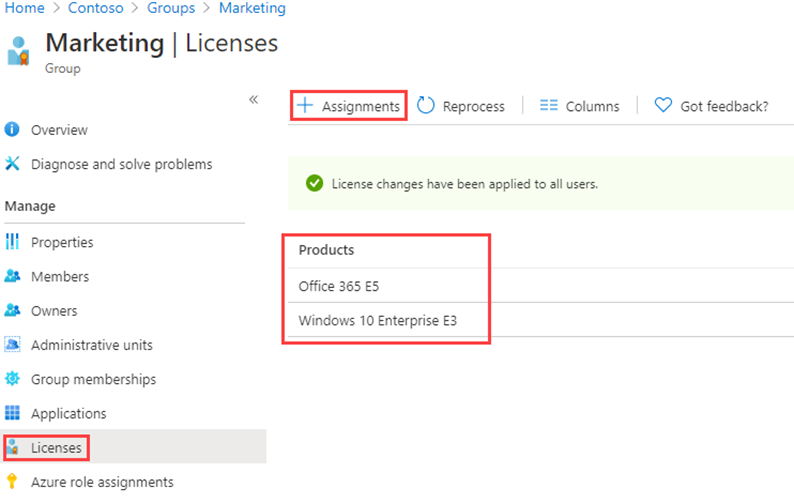 Home > Contoso > Groups > Marketing
Marketing | Licenses
Group
«
+ Assignments Reprocess Columns Got feedback?
Overview
Diagnose and solve problems
License changes have been applied to all users.
Manage
Properties
Members
Owners
Administrative units
Group memberships
Applications
Licenses
Azure role assignments
Products
Office 365 E5
Windows 10 Enterprise E3